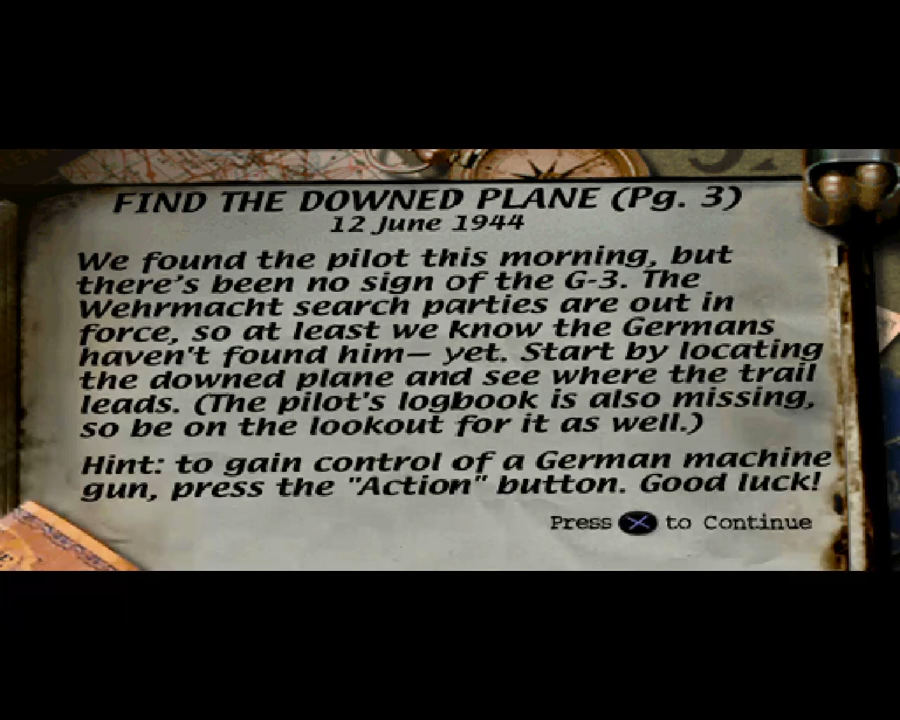 FIND THE DOWNED PLANE (Pg. 3)
12 June 1944
We found the pilot this morning, but
there's been no sign of the G-3. The
Wehrmacht search parties are out in
force, so at least we know the Germans
haven't found him— yet. Start by locating
the downed plane and see where the trail
leads. (The pilot's logbook is also missing,
so be on the lookout for it as well.)
Hint: to gain control of a German machine
gun, press the "Action" button. Good luck!
Press X to Continue